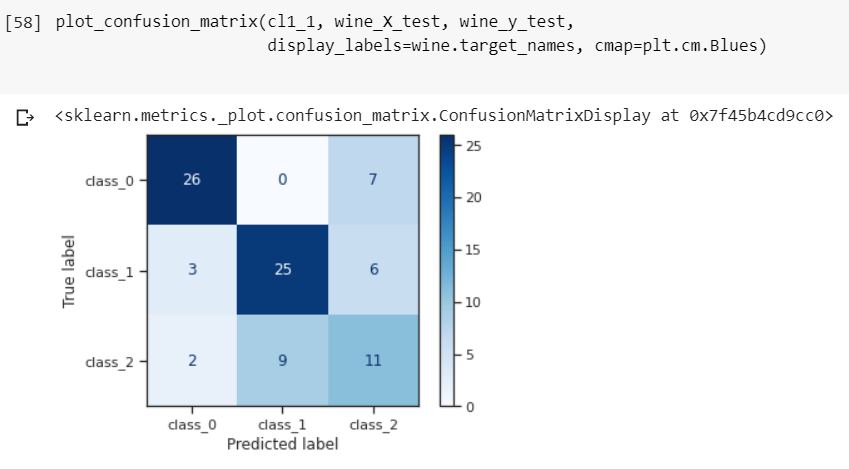 [58] plot_confusion_matrix(cl1_1, wine_X_test, wine_y_test,
display_labels=wine.target_names, cmap=plt.cm.Blues)
<sklearn.metrics._plot.confusion_matrix.ConfusionMatrixDisplay at 0x7f45b4cd9cc0>
class_0 26 0 7
class_1 3 25 6
class_2 2 9 11
True label
class_0 class_1 class_2
Predicted label
25
20
15
10
5
0